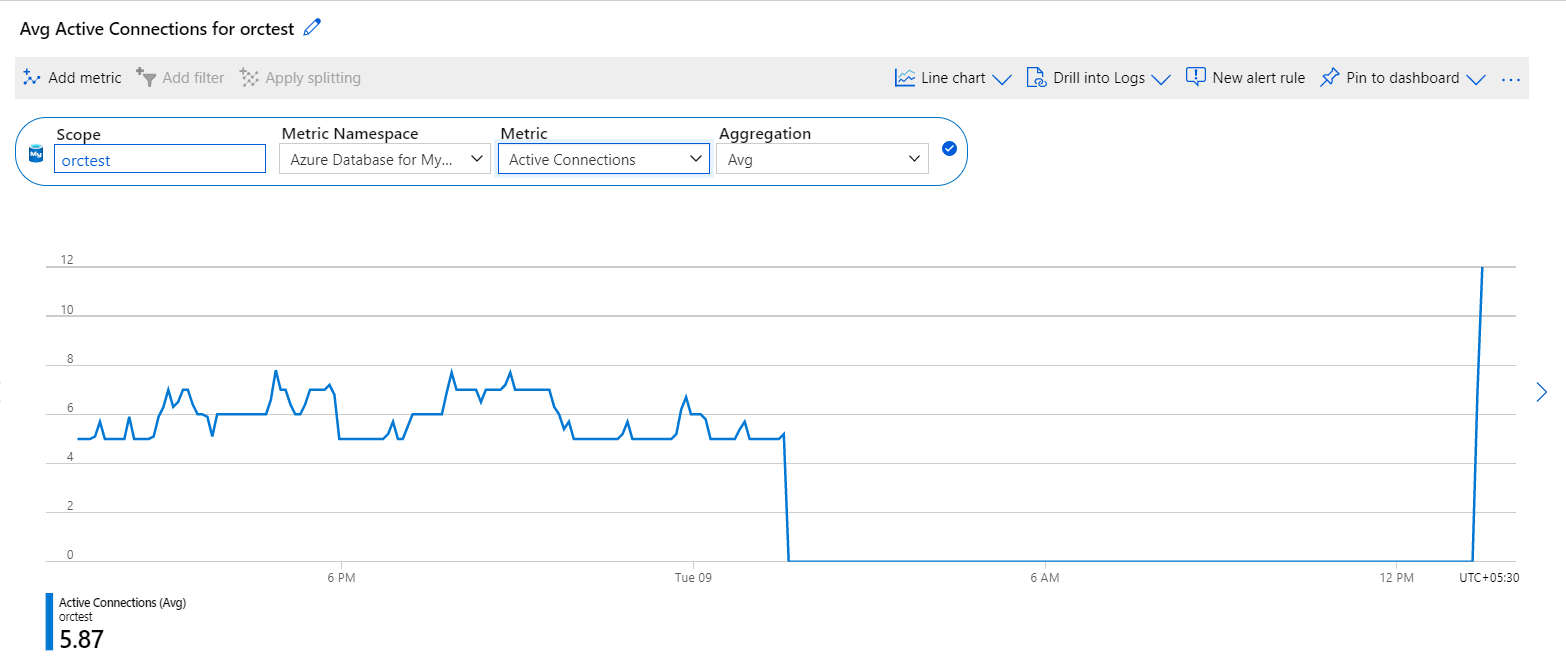 Avg Active Connections for orctest
Add metric Add filter Apply splitting Line chart Drill into Logs New alert rule Pin to dashboard ...
Scope Metric Namespace Metric Aggregation
My orctest Azure Database for My... Active Connections Avg
12
10
8
6
4
2
0
6 PM Tue 09 6 AM 12 PM UTC+05:30
Active Connections (Avg)
orctest
5.87